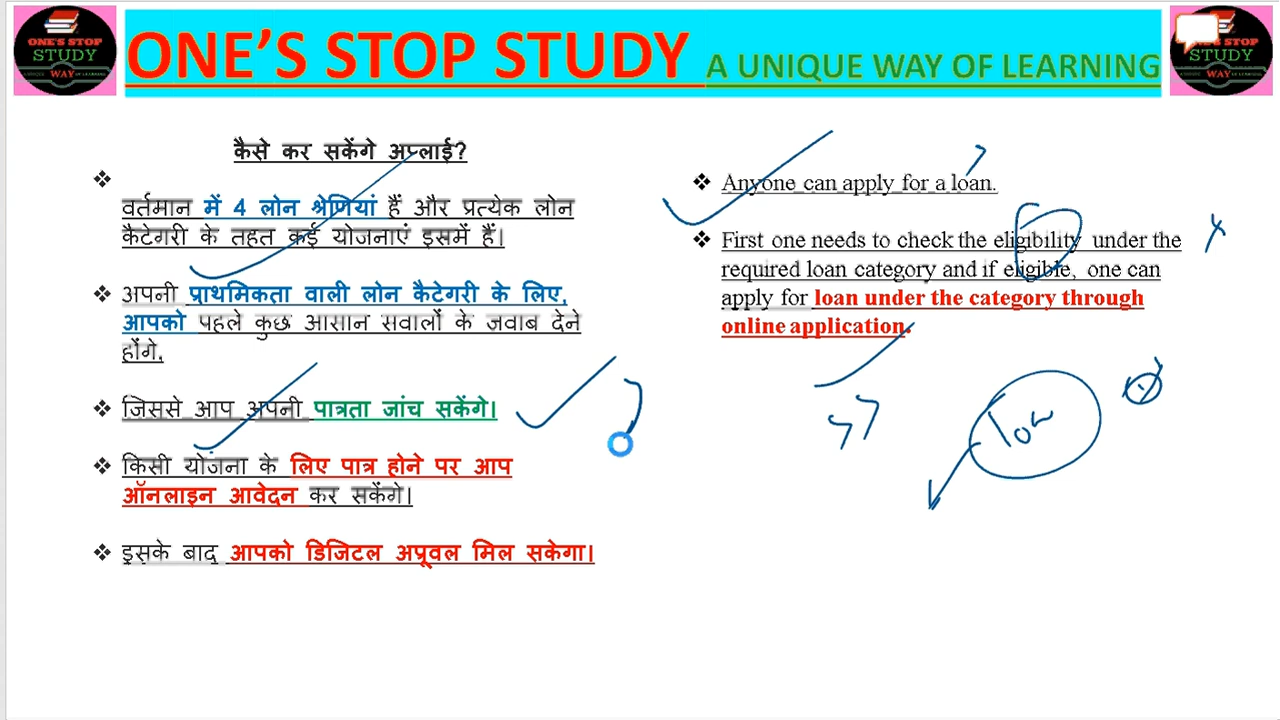 ONE'S STOP STUDY
ONE'S STOP STUDY A UNIQUE WAY OF LEARNING
STOP
STUDY
WAY OF LEARNING
WAY
कैसे कर सकेंगे अप्लाई?
वर्तमान में 4 लोन श्रेणियां हैं और प्रत्येक लोन
कैटेगरी के तहत कई योजनाएं इसमें हैं।
अपनी प्राथमिकता वाली लोन कैटेगरी के लिए,
आपको पहले कुछ आसान सवालों के जवाब देने
होंगे,
जिससे आप अपनी पात्रता जांच सकेंगे।
किसी योजना के लिए पात्र होने पर आप
ऑनलाइन आवेदन कर सकेंगे।
इसके बाद आपको डिजिटल अप्रूवल मिल सकेगा।
Anyone can apply for a loan.
First one needs to check the eligibility under the
required loan category and if eligible, one can
apply for loan under the category through
online application.
loan